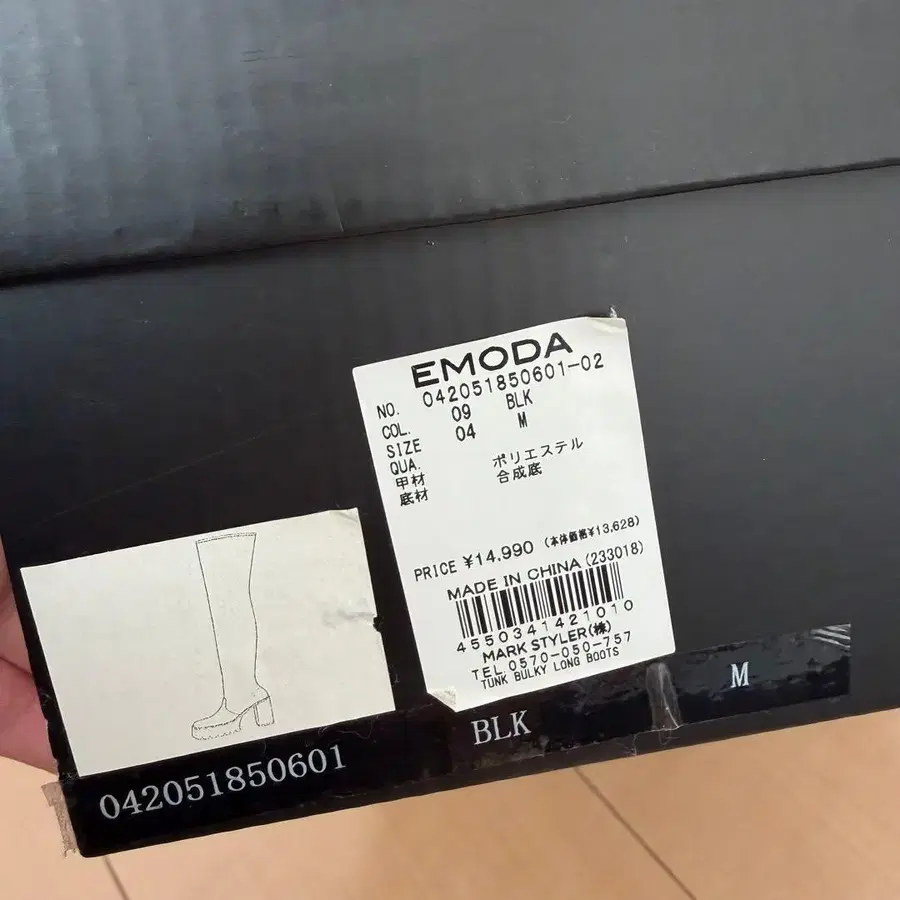 EMODA
NO. 042051850601-02
COL. 09 BLK
SIZE 04 M
QUA.
甲材 ポリエステル
底材 合成底
PRICE ¥14.990 (本体価格¥13,628)
MADE IN CHINA (233018)
4550341421010
MARK STYLER(株)
TEL 0570-050-757
TUNK BULKY LONG BOOTS
042051850601 BLK M